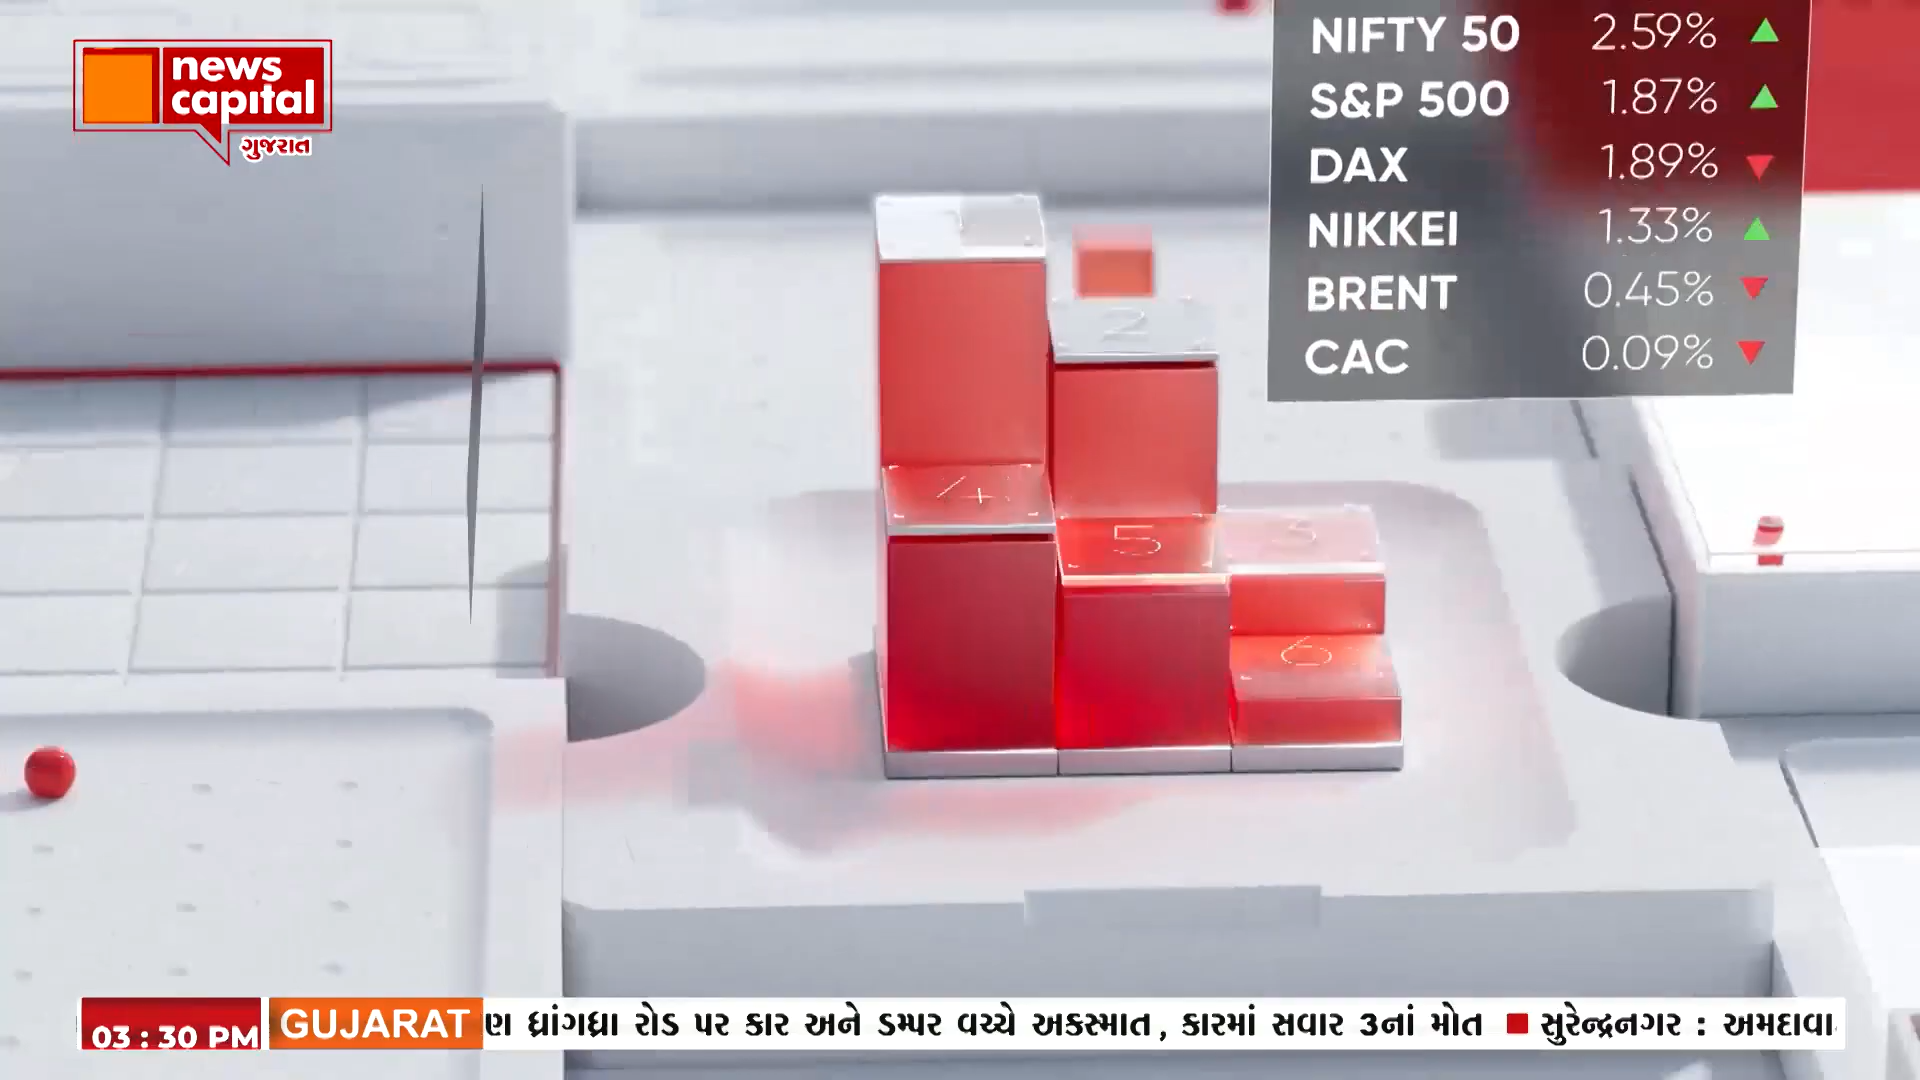 news
capital
ગુજરાત
NIFTY 50 2.59%
S&P 500 1.87%
DAX 1.89%
NIKKEI 1.33%
BRENT 0.45%
CAC 0.09%
2
4
5
3
6
03 : 30 PM
GUJARAT
ણ ધ્રાંગધ્રા રોડ પર કાર અને ડમ્પર વચ્ચે અકસ્માત, કારમાં સવાર 3નાં મોત ■ સુરેન્દ્રનગર : અમદાવા